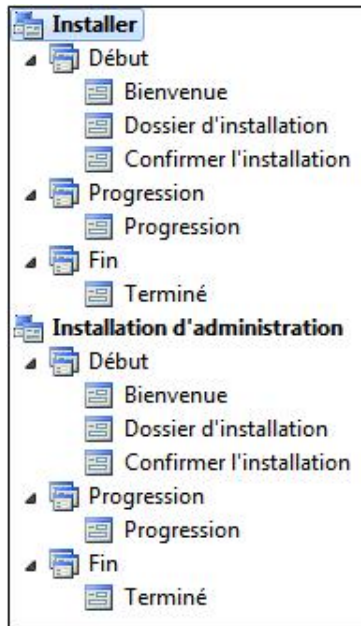 Installer
Début
Bienvenue
Dossier d'installation
Confirmer l'installation
Progression
Progression
Fin
Terminé
Installation d'administration
Début
Bienvenue
Dossier d'installation
Confirmer l'installation
Progression
Progression
Fin
Terminé